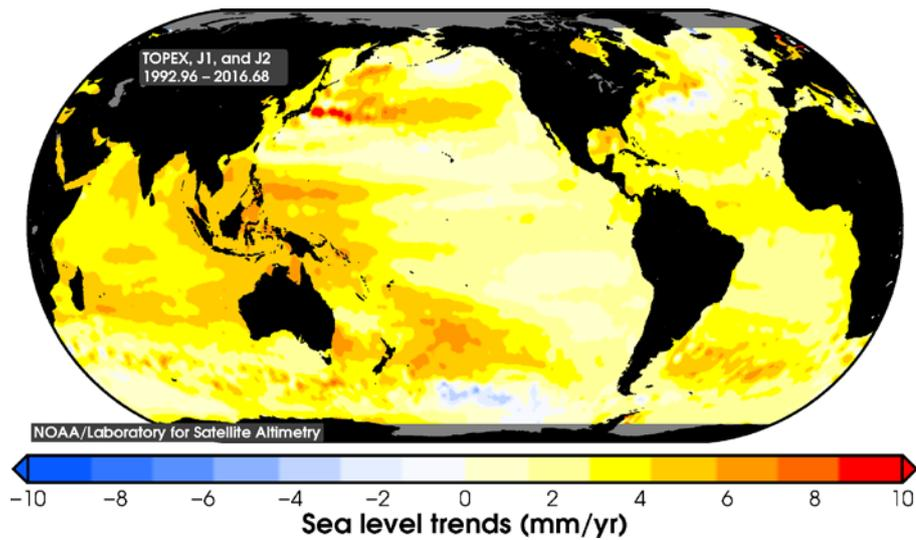 TOPEX, J1, and J2
1992.96 – 2016.68
NOAA/Laboratory for Satellite Altimetry
−10 −8 −6 −4 −2 0 2 4 6 8 10
Sea level trends (mm/yr)